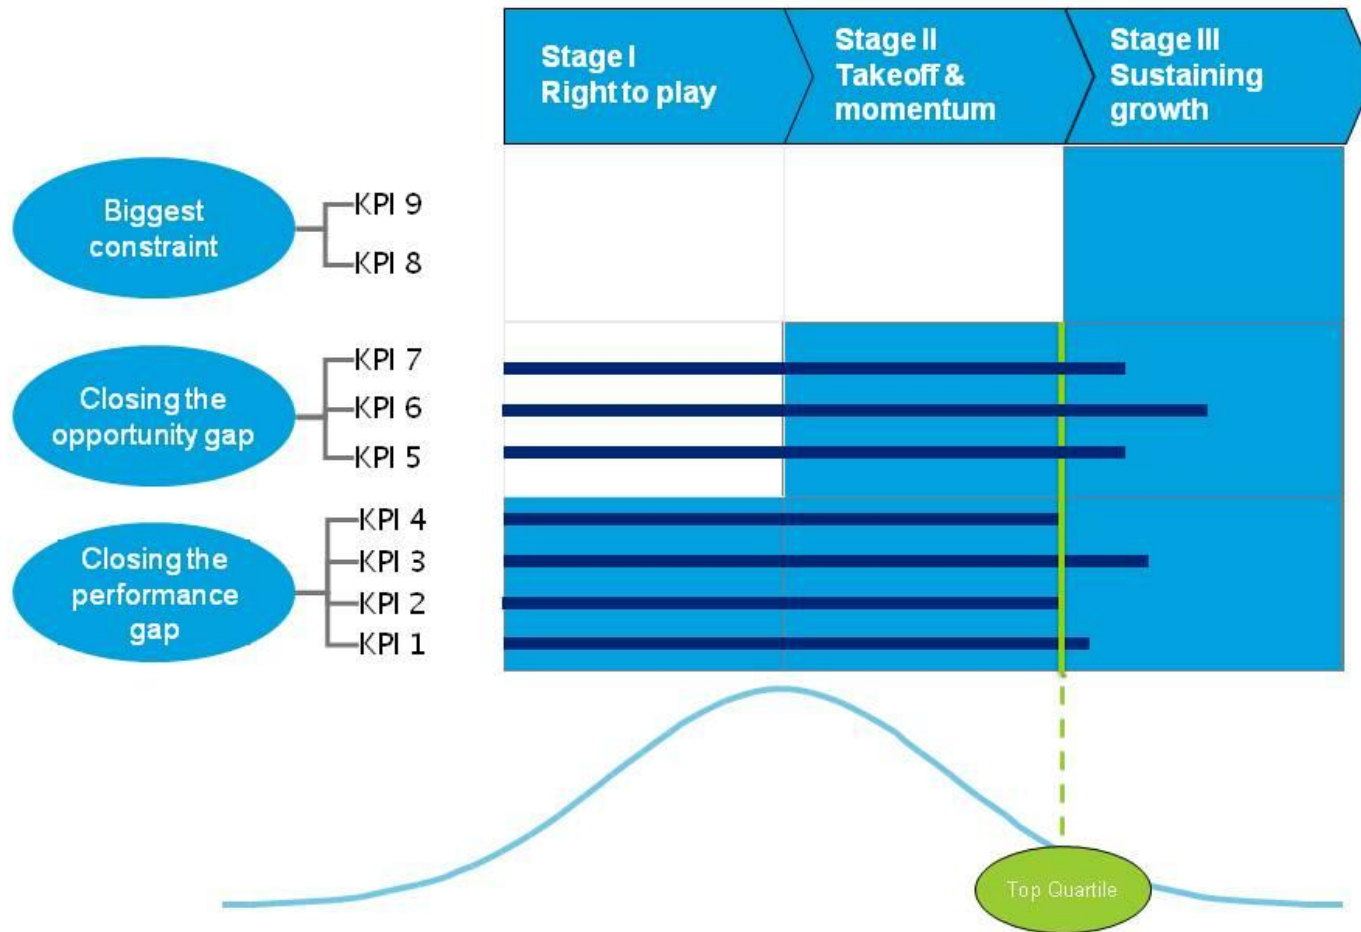 Stage I
Right to play
Stage II
Takeoff &
momentum
Stage III
Sustaining
growth
Biggest
constraint
KPI 9
KPI 8
Closing the
opportunity gap
KPI 7
KPI 6
KPI 5
Closing the
performance
gap
KPI 4
KPI 3
KPI 2
KPI 1
Top Quartile